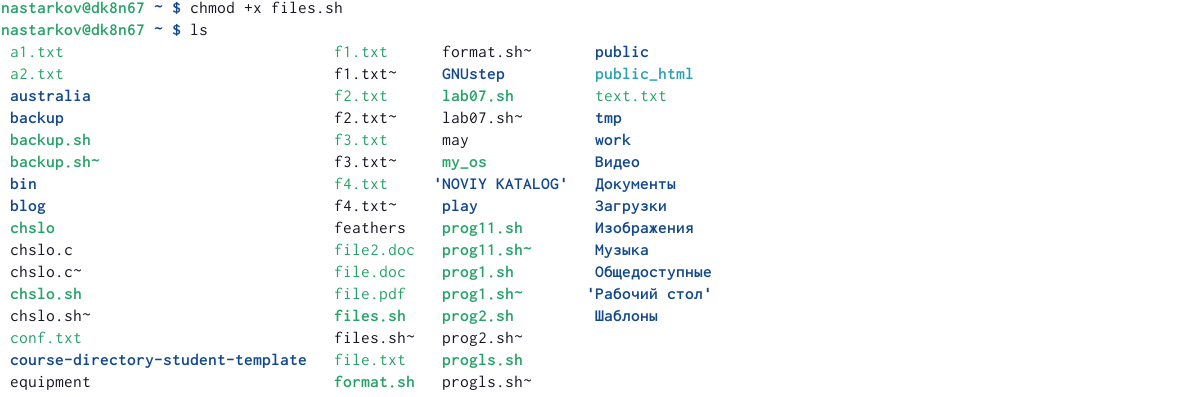 nastarkov@dk8n67 ~ $ chmod +x files.sh
nastarkov@dk8n67 ~ $ ls
a1.txt f1.txt format.sh~ public
a2.txt f1.txt~ GNUstep public_html
australia f2.txt lab07.sh text.txt
backup f2.txt~ lab07.sh~ tmp
backup.sh f3.txt may work
backup.sh~ f3.txt~ my_os Видео
bin f4.txt 'NOVIY KATALOG' Документы
blog f4.txt~ play Загрузки
chslo feathers prog11.sh Изображения
chslo.c file2.doc prog11.sh~ Музыка
chslo.c~ file.doc prog1.sh Общедоступные
chslo.sh file.pdf prog1.sh~ 'Рабочий стол'
chslo.sh~ files.sh prog2.sh Шаблоны
conf.txt files.sh~ prog2.sh~
course-directory-student-template file.txt progls.sh
equipment format.sh progls.sh~